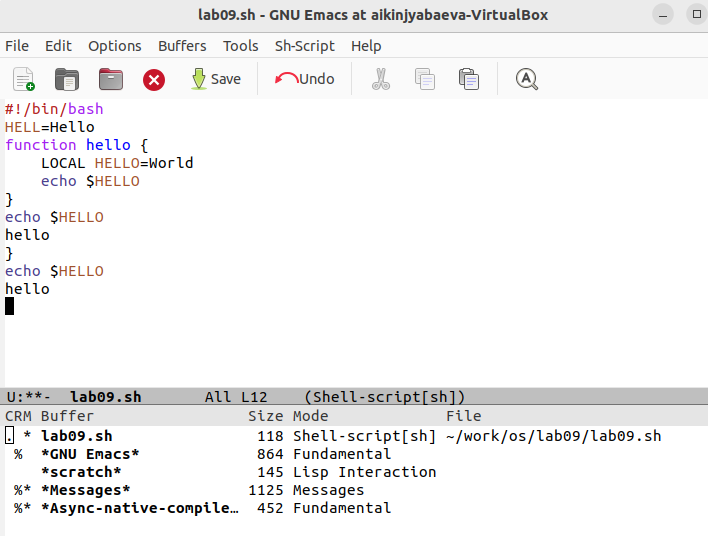 lab09.sh - GNU Emacs at aikinjyabaeva-VirtualBox
File Edit Options Buffers Tools Sh-Script Help
Save Undo
#!/bin/bash
HELL=Hello
function hello {
    LOCAL HELLO=World
    echo $HELLO
}
echo $HELLO
hello
}
echo $HELLO
hello
U:**-  lab09.sh       All L12    (Shell-script[sh])
CRM Buffer                 Size Mode             File
. * lab09.sh                118 Shell-script[sh] ~/work/os/lab09/lab09.sh
 %  *GNU Emacs*             864 Fundamental
    *scratch*               145 Lisp Interaction
 %* *Messages*             1125 Messages
 %* *Async-native-compile…  452 Fundamental